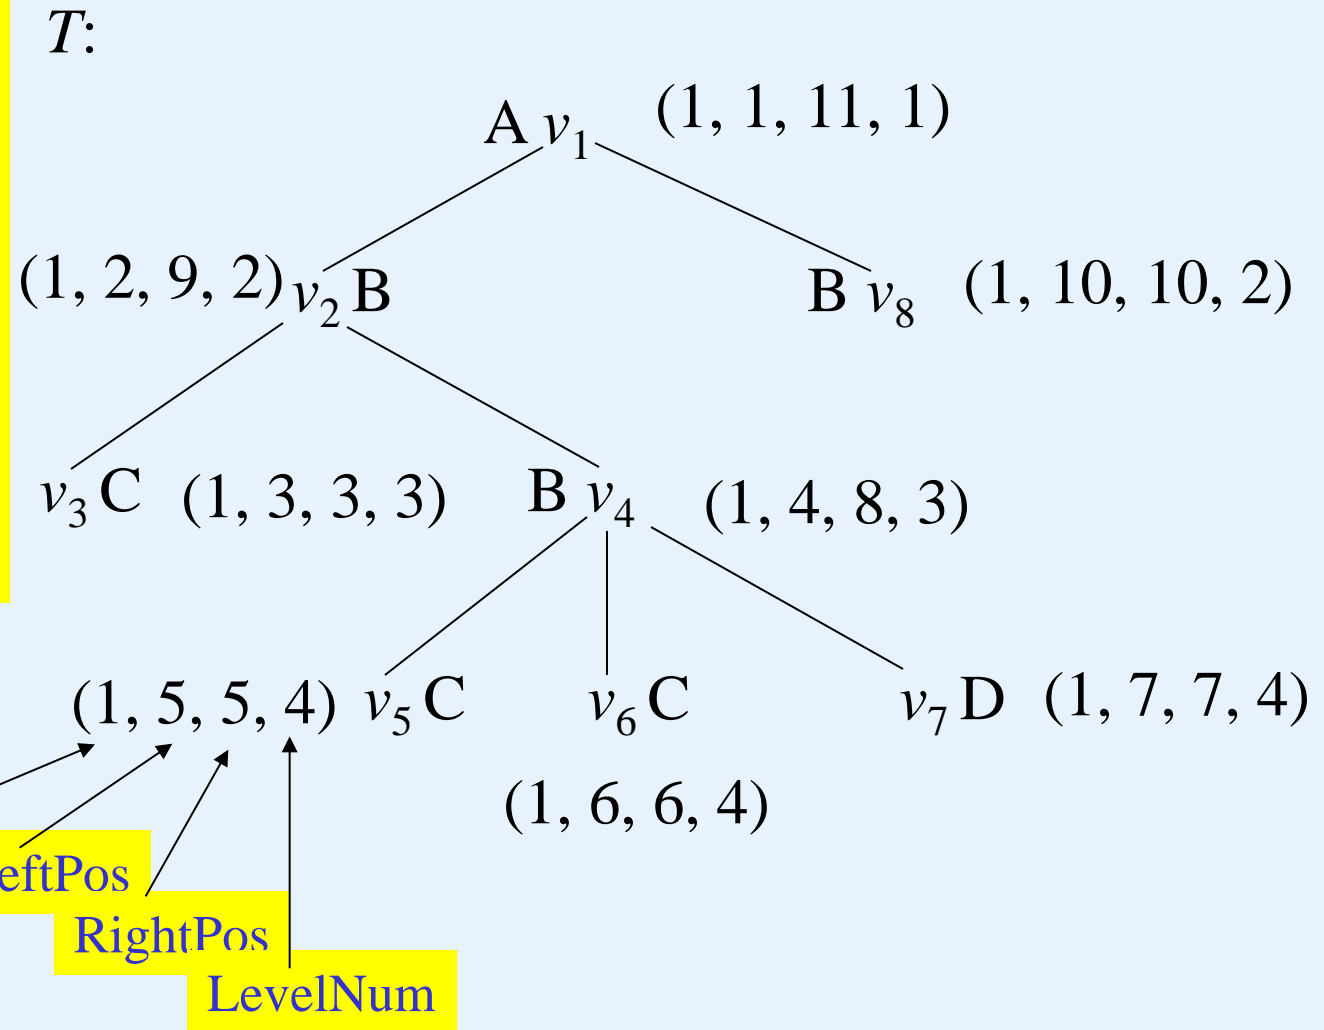 T:
A v1 (1, 1, 11, 1)
(1, 2, 9, 2) v2 B B v8 (1, 10, 10, 2)
v3 C (1, 3, 3, 3) B v4 (1, 4, 8, 3)
(1, 5, 5, 4) v5 C v6 C v7 D (1, 7, 7, 4)
(1, 6, 6, 4)
eftPos
RightPos
LevelNum